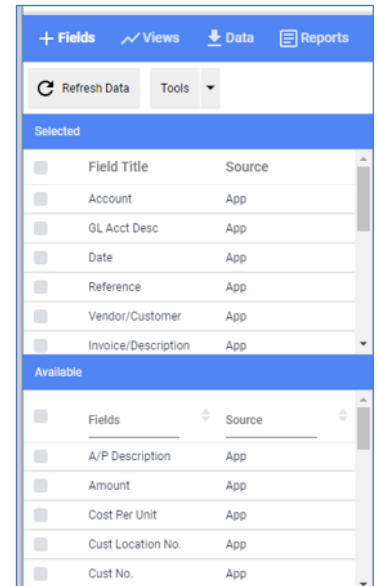 + Fields Views Data Reports
Refresh Data Tools
Selected
Field Title Source
Account App
GL Acct Desc App
Date App
Reference App
Vendor/Customer App
Invoice/Description App
Available
Fields Source
A/P Description App
Amount App
Cost Per Unit App
Cust Location No. App
Cust No. App